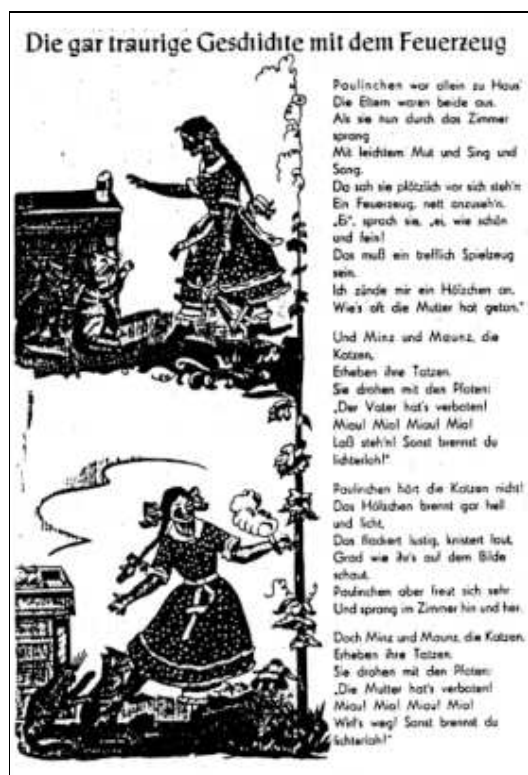 Die gar traurige Geschichte mit dem Feuerzeug
Paulinchen war allein zu Haus'
Die Eltern waren beide aus.
Als sie nun durch das Zimmer
sprang
Mit leichtem Mut und Sing und
Sang.
Da sah sie plötzlich vor sich steh'n
Ein Feuerzeug, nett anzuseh'n.
„Ei“, sprach sie, „ei, wie schön
und fein!
Das muß ein trefflich Spielzeug
sein.
Ich zünde mir ein Hölzchen an,
Wie's oft die Mutter hat getan.“
Und Minz und Maunz, die
Katzen,
Erheben ihre Tatzen.
Sie drohen mit den Pfoten:
„Der Vater hat's verboten!
Miau! Mio! Miau! Mio!
Laß steh'n! Sonst brennst du
lichterloh!“
Paulinchen hört die Katzen nicht!
Das Hölzchen brennt gar hell
und licht,
Das flackert lustig, knistert laut,
Grad wie ihr's auf dem Bilde
schaut.
Paulinchen aber freut sich sehr
Und sprang im Zimmer hin und her.
Doch Minz und Maunz, die Katzen,
Erheben ihre Tatzen.
Sie drohen mit den Pfoten:
„Die Mutter hat's verboten!
Miau! Mio! Miau! Mio!
Wirf's weg! Sonst brennst du
lichterloh!“